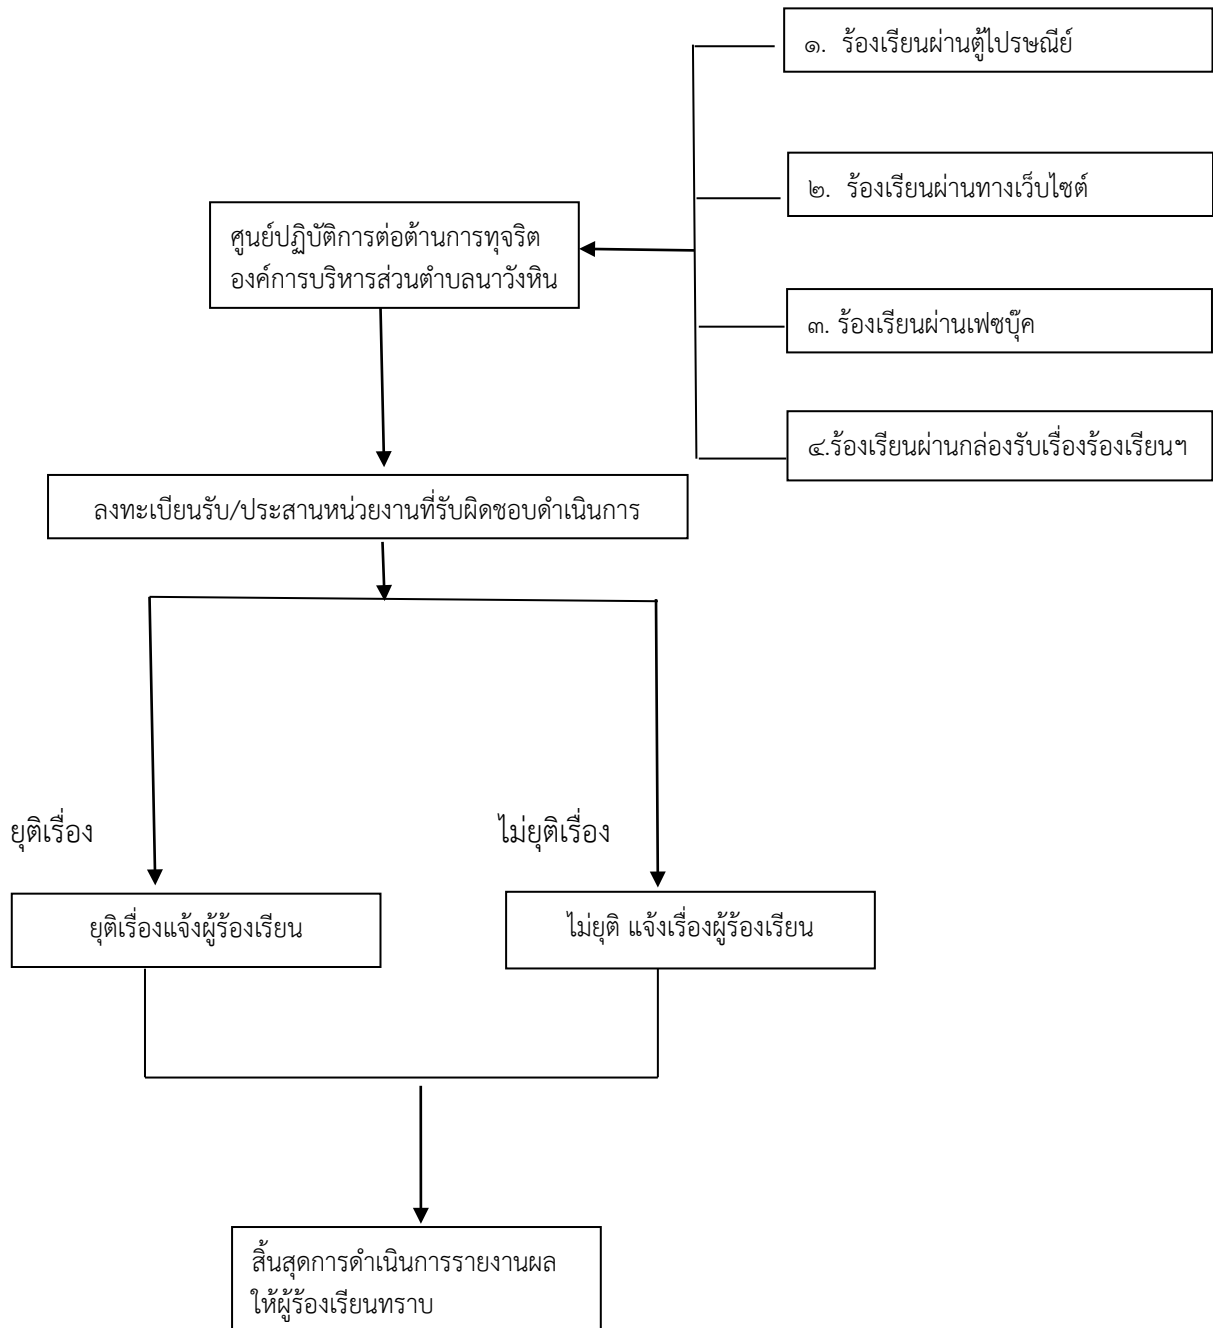 ๑. ร้องเรียนผ่านตู้ไปรษณีย์
๒. ร้องเรียนผ่านทางเว็บไซต์
ศูนย์ปฏิบัติการต่อต้านการทุจริต
องค์การบริหารส่วนตำบลนาวังหิน
๓. ร้องเรียนผ่านเฟซบุ๊ค
๔.ร้องเรียนผ่านกล่องรับเรื่องร้องเรียนฯ
ลงทะเบียนรับ/ประสานหน่วยงานที่รับผิดชอบดำเนินการ
ยุติเรื่อง
ไม่ยุติเรื่อง
ยุติเรื่องแจ้งผู้ร้องเรียน
ไม่ยุติ แจ้งเรื่องผู้ร้องเรียน
สิ้นสุดการดำเนินการรายงานผล
ให้ผู้ร้องเรียนทราบ